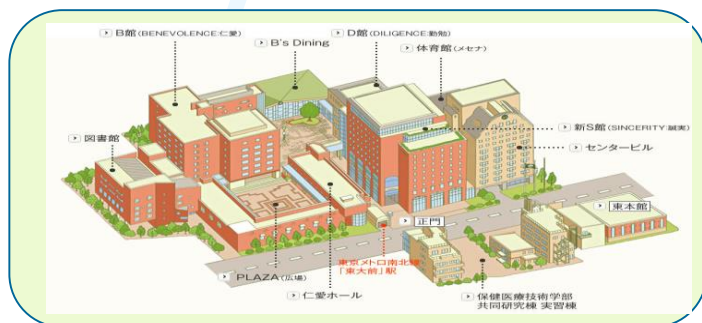 B館(BENEVOLENCE:仁愛)
D館(DILIGENCE:勤勉)
B's Dining
体育館(メセナ)
新S館(SINCERITY:誠実)
図書館
センタービル
東本館
正門
東京メトロ南北線
「東大前」駅
PLAZA(広場)
仁愛ホール
保健医療技術学部
共同研究棟 実習棟